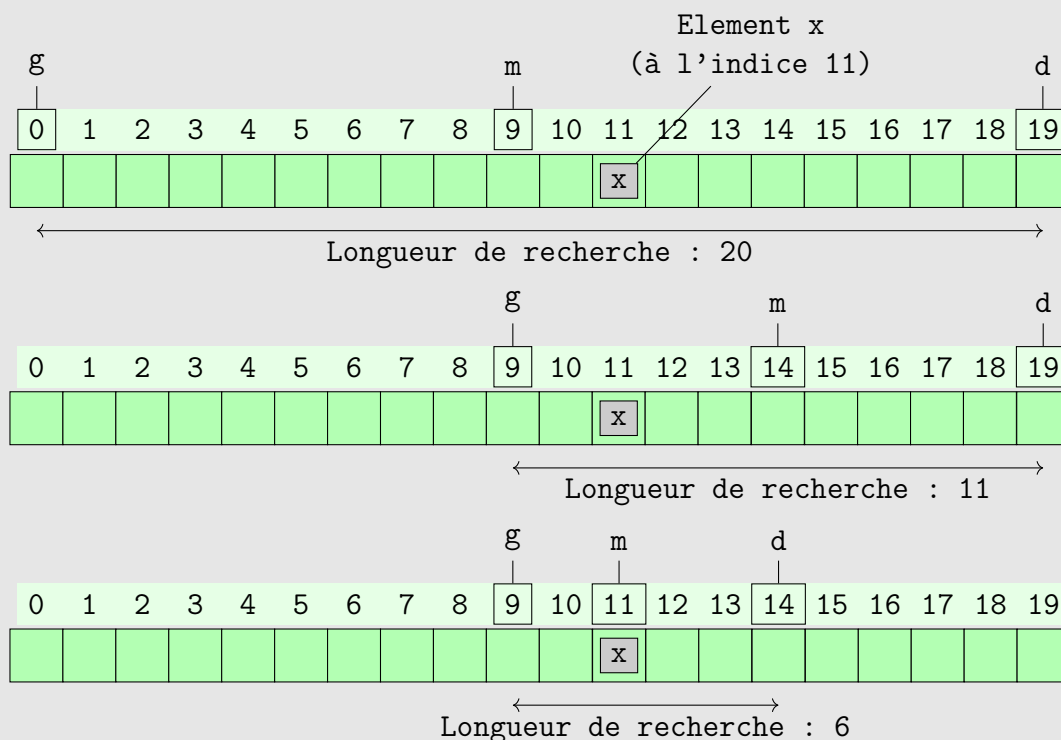 Element x
(à l'indice 11)
g m d
0 1 2 3 4 5 6 7 8 9 10 11 12 13 14 15 16 17 18 19
x
Longueur de recherche : 20
g m d
0 1 2 3 4 5 6 7 8 9 10 11 12 13 14 15 16 17 18 19
x
Longueur de recherche : 11
g m d
0 1 2 3 4 5 6 7 8 9 10 11 12 13 14 15 16 17 18 19
x
Longueur de recherche : 6